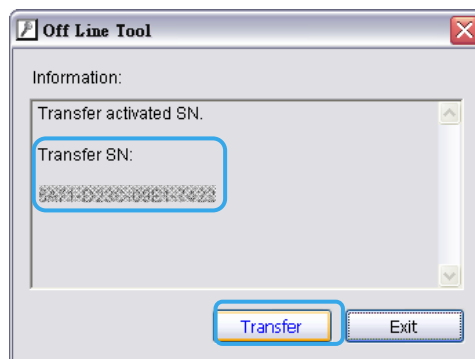 Off Line Tool
Information:
Transfer activated SN.
Transfer SN:
Transfer
Exit